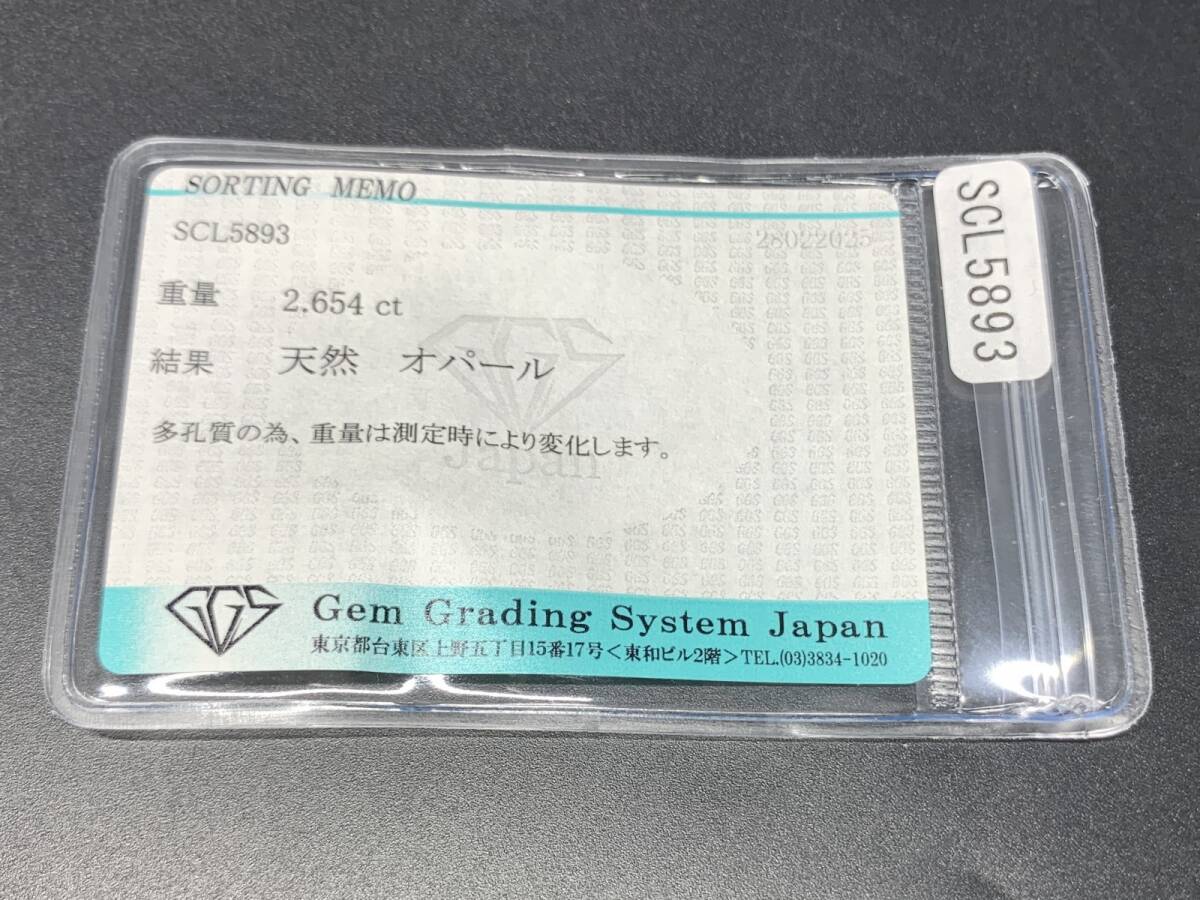 SORTING MEMO
SCL5893 28022025
重量 2.654 ct
結果 天然 オパール
多孔質の為、重量は測定時により変化します。
GGS
Japan
GGS Gem Grading System Japan
東京都台東区上野五丁目15番17号＜東和ビル2階＞TEL.(03)3834-1020
SCL5893